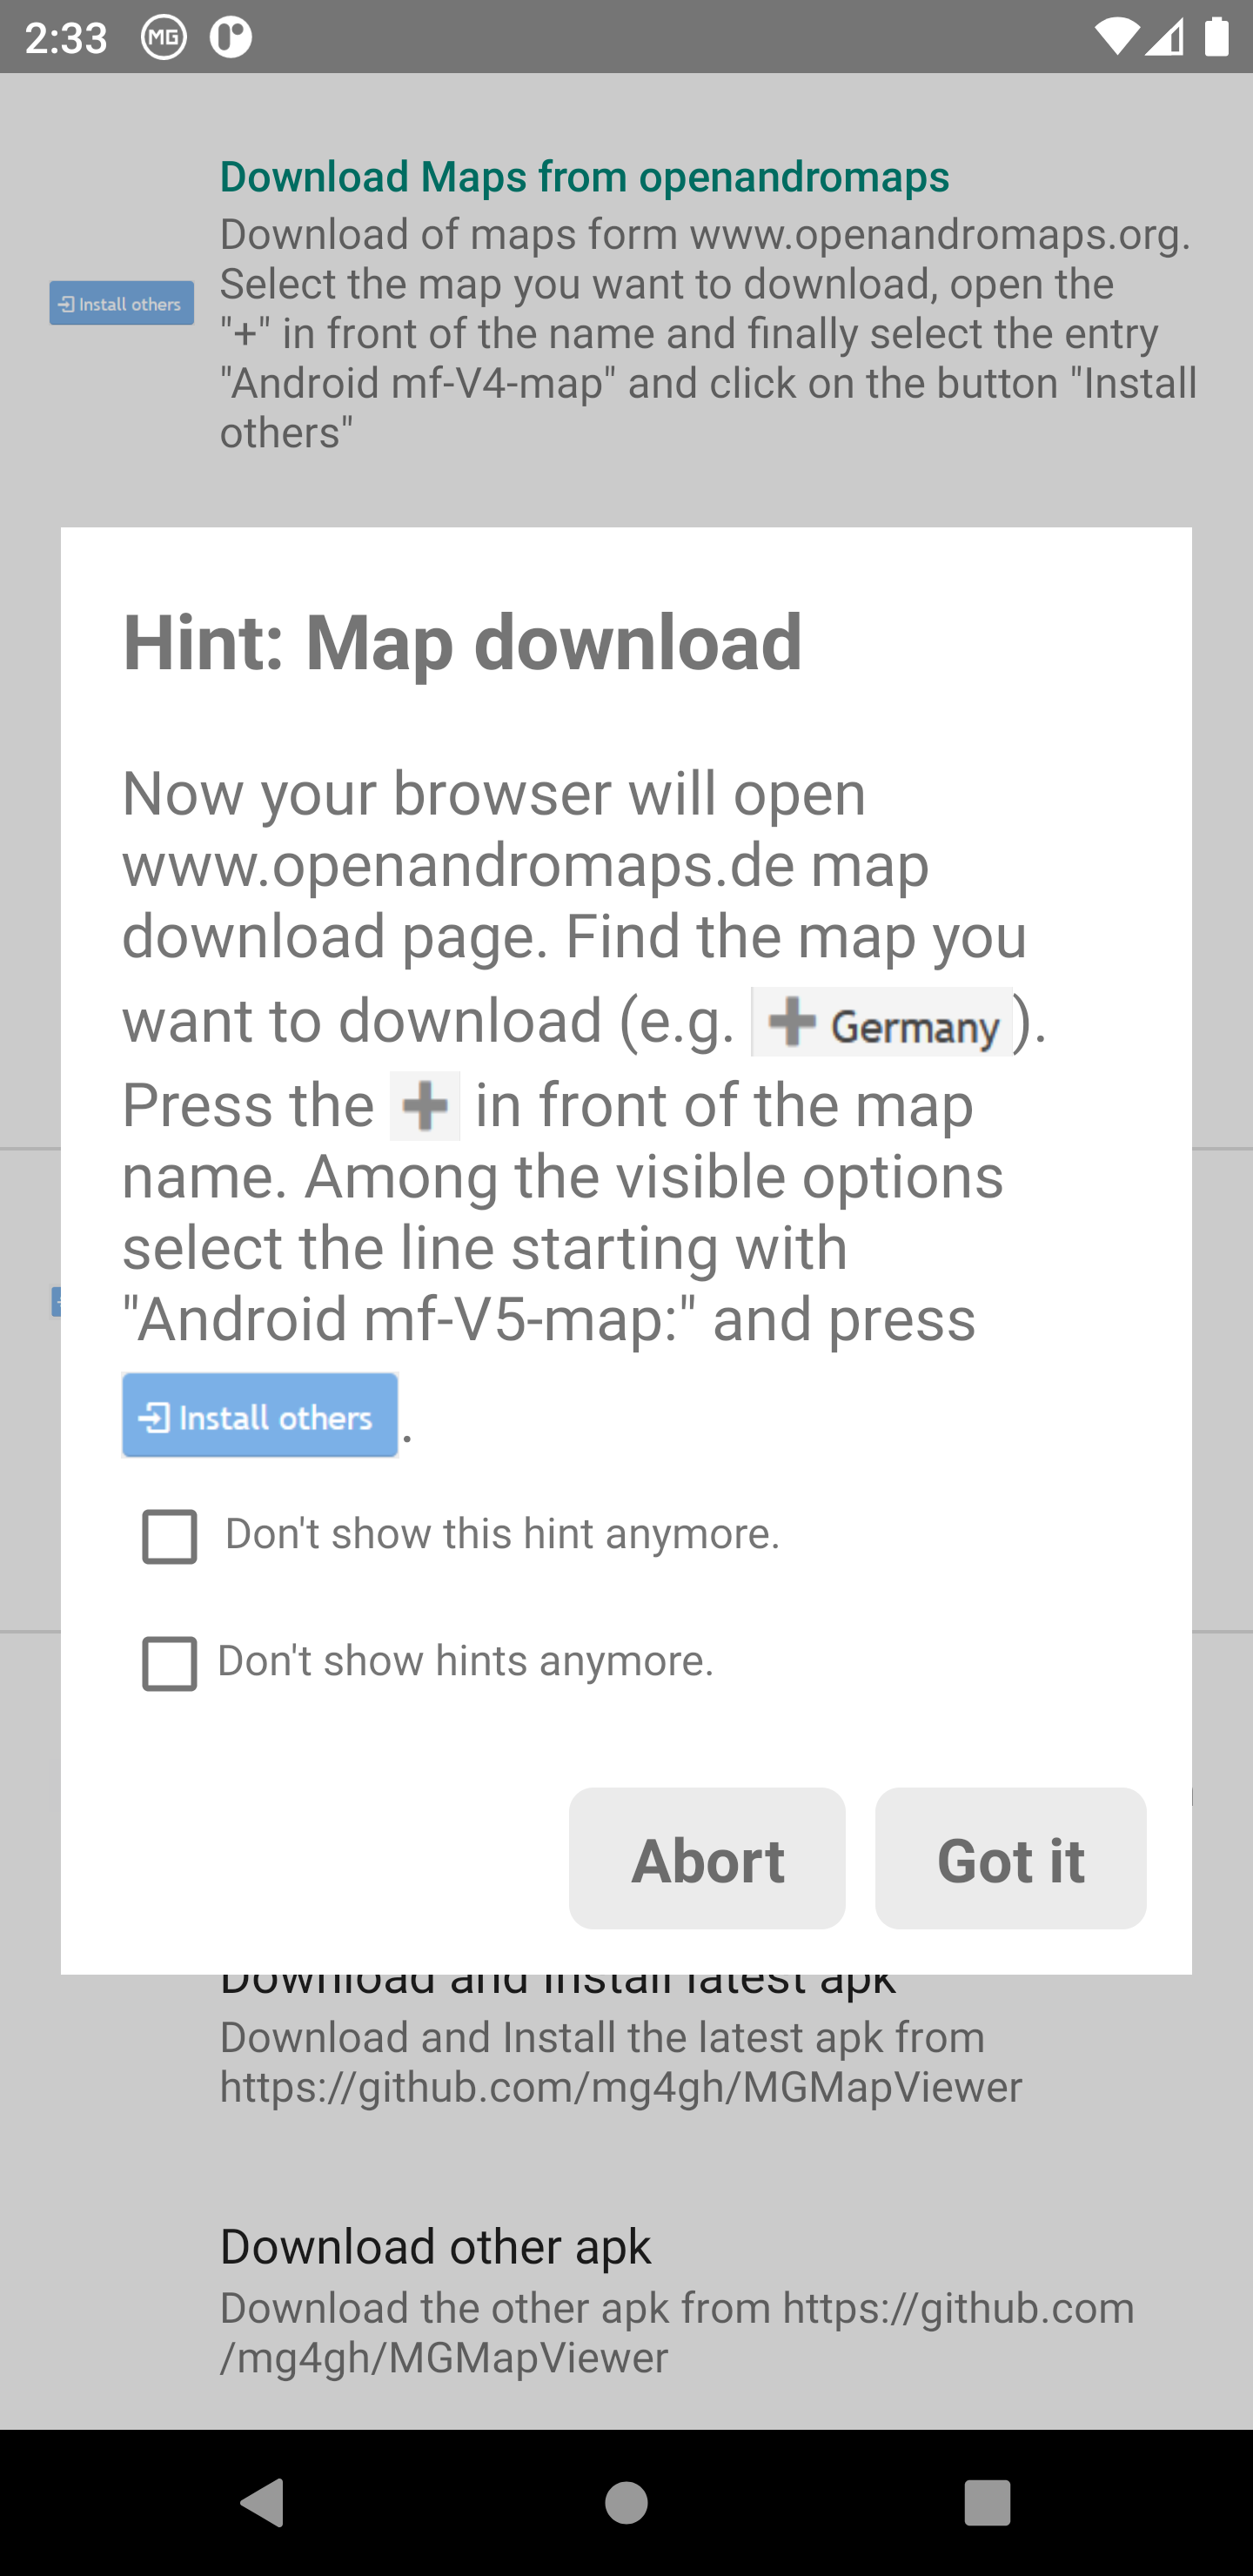 2:33 MG
Download Maps from openandromaps
Download of maps form www.openandromaps.org.
Select the map you want to download, open the
"+" in front of the name and finally select the entry
"Android mf-V4-map" and click on the button "Install
others"
Install others
Hint: Map download
Now your browser will open
www.openandromaps.de map
download page. Find the map you
want to download (e.g. + Germany).
Press the + in front of the map
name. Among the visible options
select the line starting with
"Android mf-V5-map:" and press
Install others .
Don't show this hint anymore.
Don't show hints anymore.
Abort Got it
Download and install latest apk
Download and Install the latest apk from
https://github.com/mg4gh/MGMapViewer
Download other apk
Download the other apk from https://github.com
/mg4gh/MGMapViewer